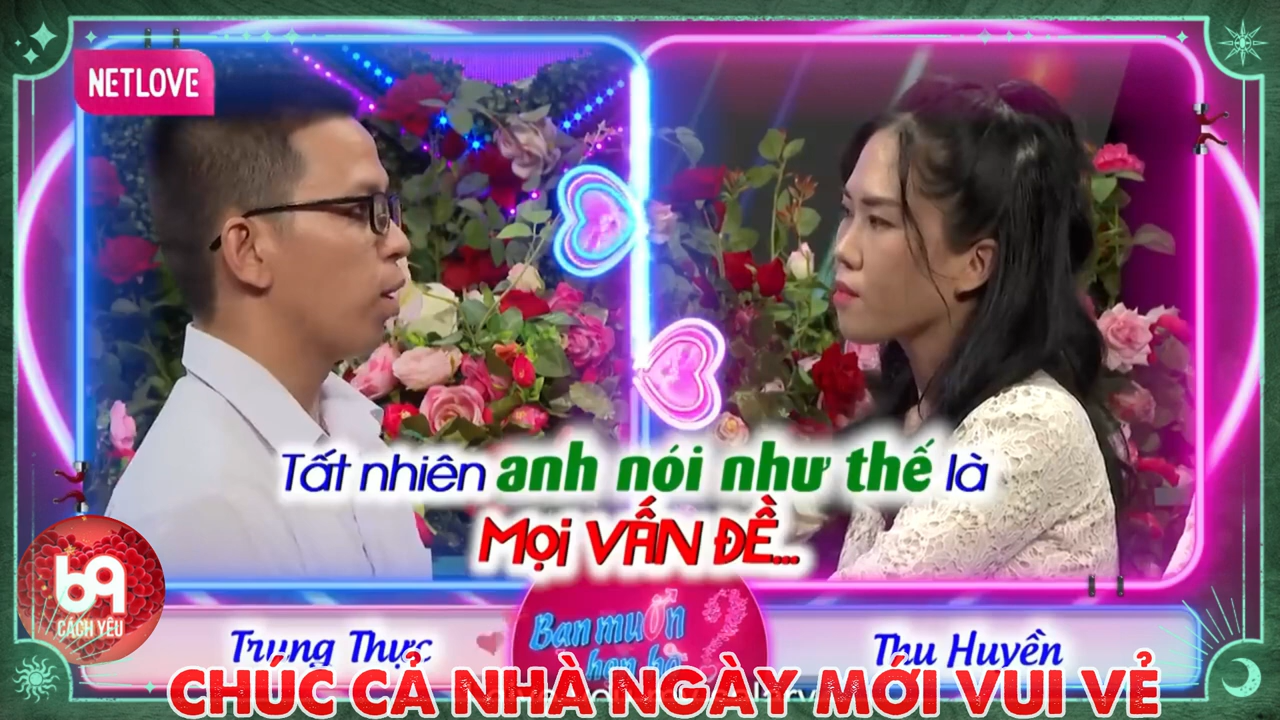 NETLOVE
Tất nhiên anh nói như thế là
Mọi VẤN ĐỀ...
69
CÁCH YÊU
Trung Thực
Bạn muốn
hẹn hò
Thu Huyền
CHÚC CẢ NHÀ NGÀY MỚI VUI VẺ